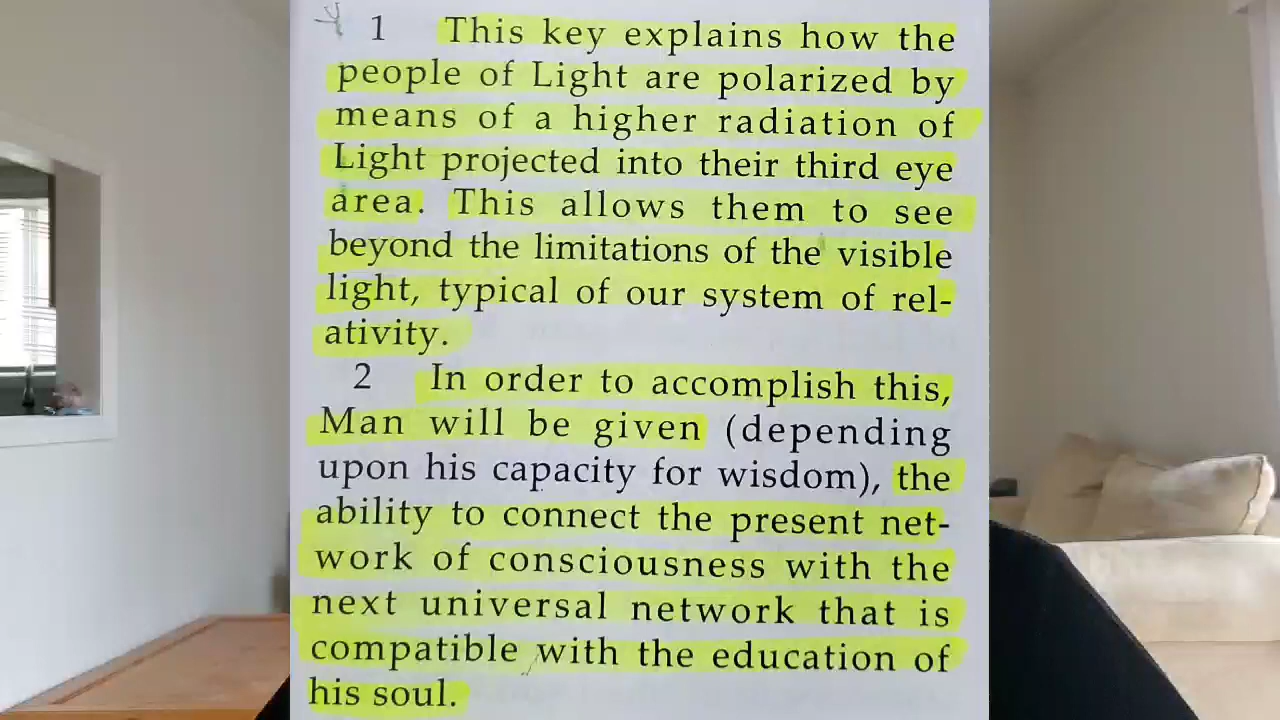 1 This key explains how the
people of Light are polarized by
means of a higher radiation of
Light projected into their third eye
area. This allows them to see
beyond the limitations of the visible
light, typical of our system of rel-
ativity.
2 In order to accomplish this,
Man will be given (depending
upon his capacity for wisdom), the
ability to connect the present net-
work of consciousness with the
next universal network that is
compatible with the education of
his soul.